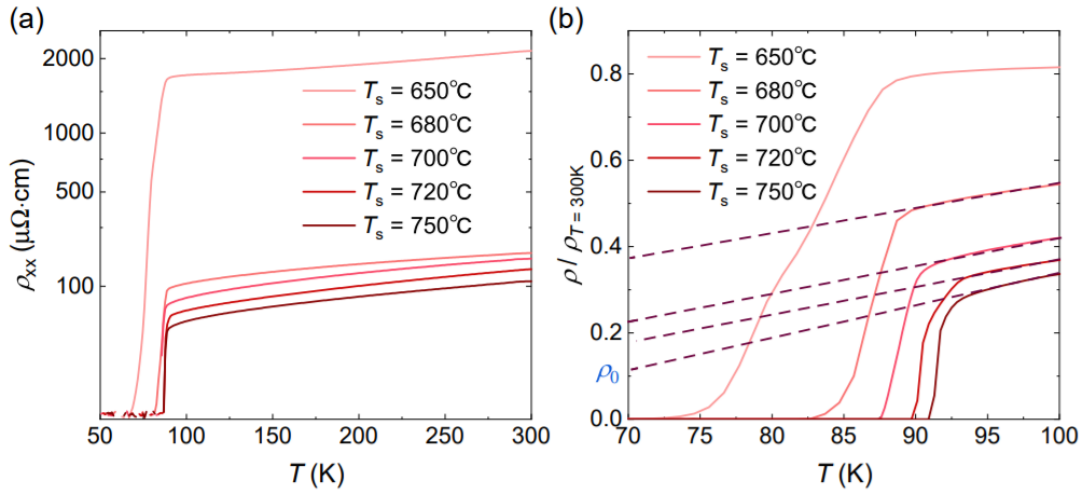 (a)
2000
1000
500
100
ρxx (μΩ·cm)
Ts = 650°C
Ts = 680°C
Ts = 700°C
Ts = 720°C
Ts = 750°C
50 100 150 200 250 300
T (K)
(b)
0.8
0.6
0.4
0.2
0.0
ρ0
ρ / ρT = 300K
Ts = 650°C
Ts = 680°C
Ts = 700°C
Ts = 720°C
Ts = 750°C
70 75 80 85 90 95 100
T (K)